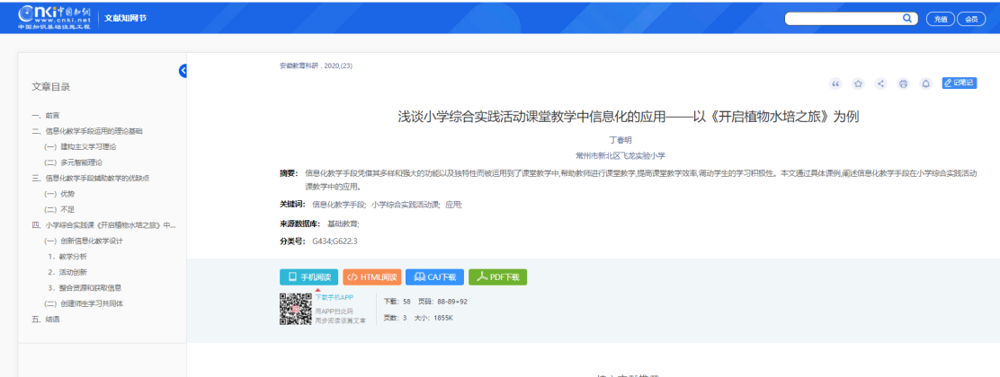 cnki中国知网
www.cnki.net
中国知识基础设施工程
文献知网节
充值
会员
文章目录
一、前言
二、信息化教学手段运用的理论基础
(一)建构主义学习理论
(二)多元智能理论
三、信息化教学手段辅助教学的优缺点
(一)优势
(二)不足
四、小学综合实践课《开启植物水培之旅》中...
(一)创新信息化教学设计
1.教学分析
2.活动创新
3.整合资源和获取信息
(二)创建师生学习共同体
五、结语
安徽教育科研 . 2020,(23)
记笔记
浅谈小学综合实践活动课堂教学中信息化的应用——以《开启植物水培之旅》为例
丁春明
常州市新北区飞龙实验小学
摘要: 信息化教学手段凭借其多样和强大的功能以及独特性而被运用到了课堂教学中,帮助教师进行课堂教学,提高课堂教学效率,调动学生的学习积极性。本文通过具体课例,阐述信息化教学手段在小学综合实践活动
课教学中的应用。
关键词: 信息化教学手段; 小学综合实践活动课; 应用;
来源数据库: 基础教育;
分类号: G434;G622.3
手机阅读
HTML阅读
CAJ下载
PDF下载
下载手机APP
用APP扫此码
同步阅读该篇文章
下载: 58 页码: 88-89+92
页数: 3 大小: 1855K